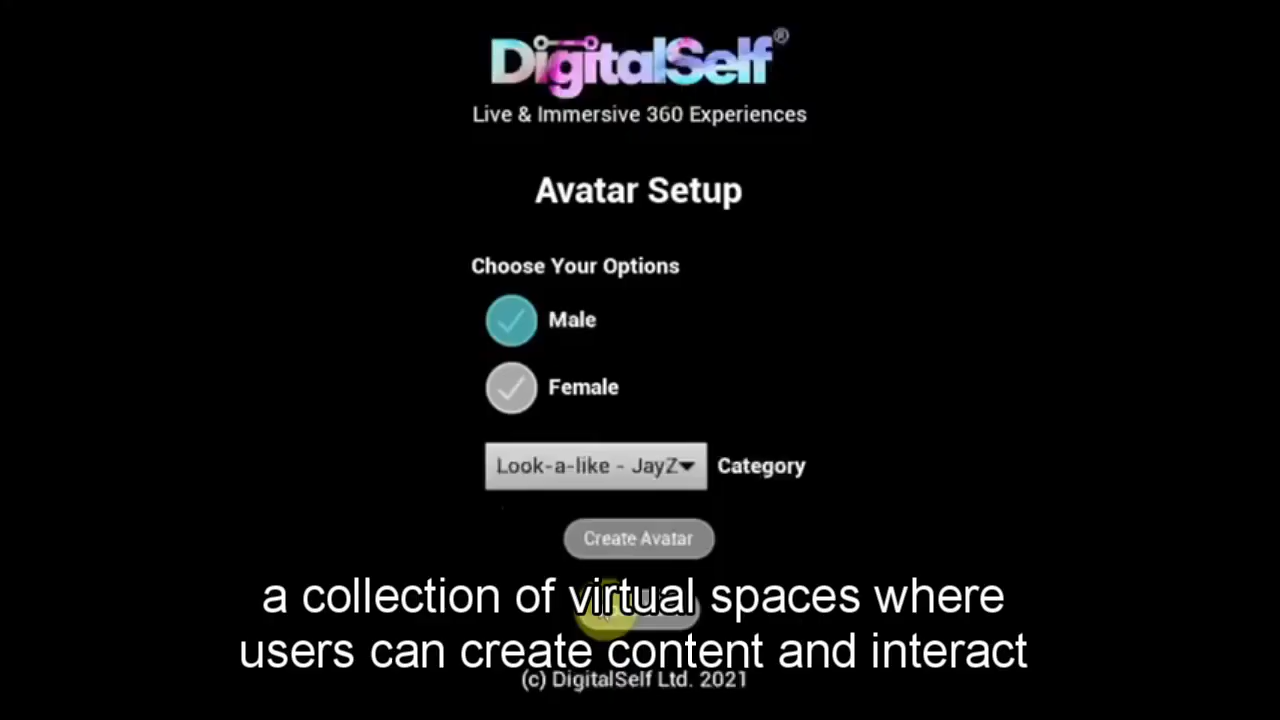 DigitalSelf®
Live & Immersive 360 Experiences
Avatar Setup
Choose Your Options
Male
Female
Look-a-like - JayZ Category
Create Avatar
a collection of virtual spaces where
users can create content and interact
(c) DigitalSelf Ltd. 2021